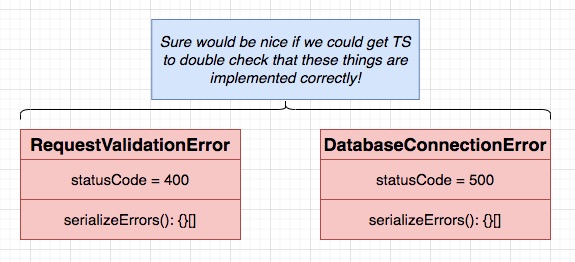 Sure would be nice if we could get TS
to double check that these things are
implemented correctly!
RequestValidationError
statusCode = 400
serializeErrors(): {}[]
DatabaseConnectionError
statusCode = 500
serializeErrors(): {}[]